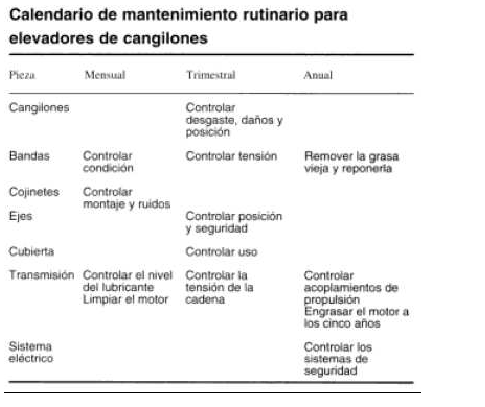 Calendario de mantenimiento rutinario para
elevadores de cangilones
Pieza Mensual Trimestral Anual
Cangilones Controlar
desgaste, daños y
posición
Bandas Controlar Controlar tensión Remover la grasa
condición vieja y reponerla
Cojinetes Controlar
montaje y ruidos
Ejes Controlar posición
y seguridad
Cubierta Controlar uso
Transmisión Controlar el nivel Controlar la Controlar
del lubricante tensión de la acoplamientos de
Limpiar el motor cadena propulsión
Engrasar el motor a
los cinco años
Sistema Controlar los
eléctrico sistemas de
seguridad